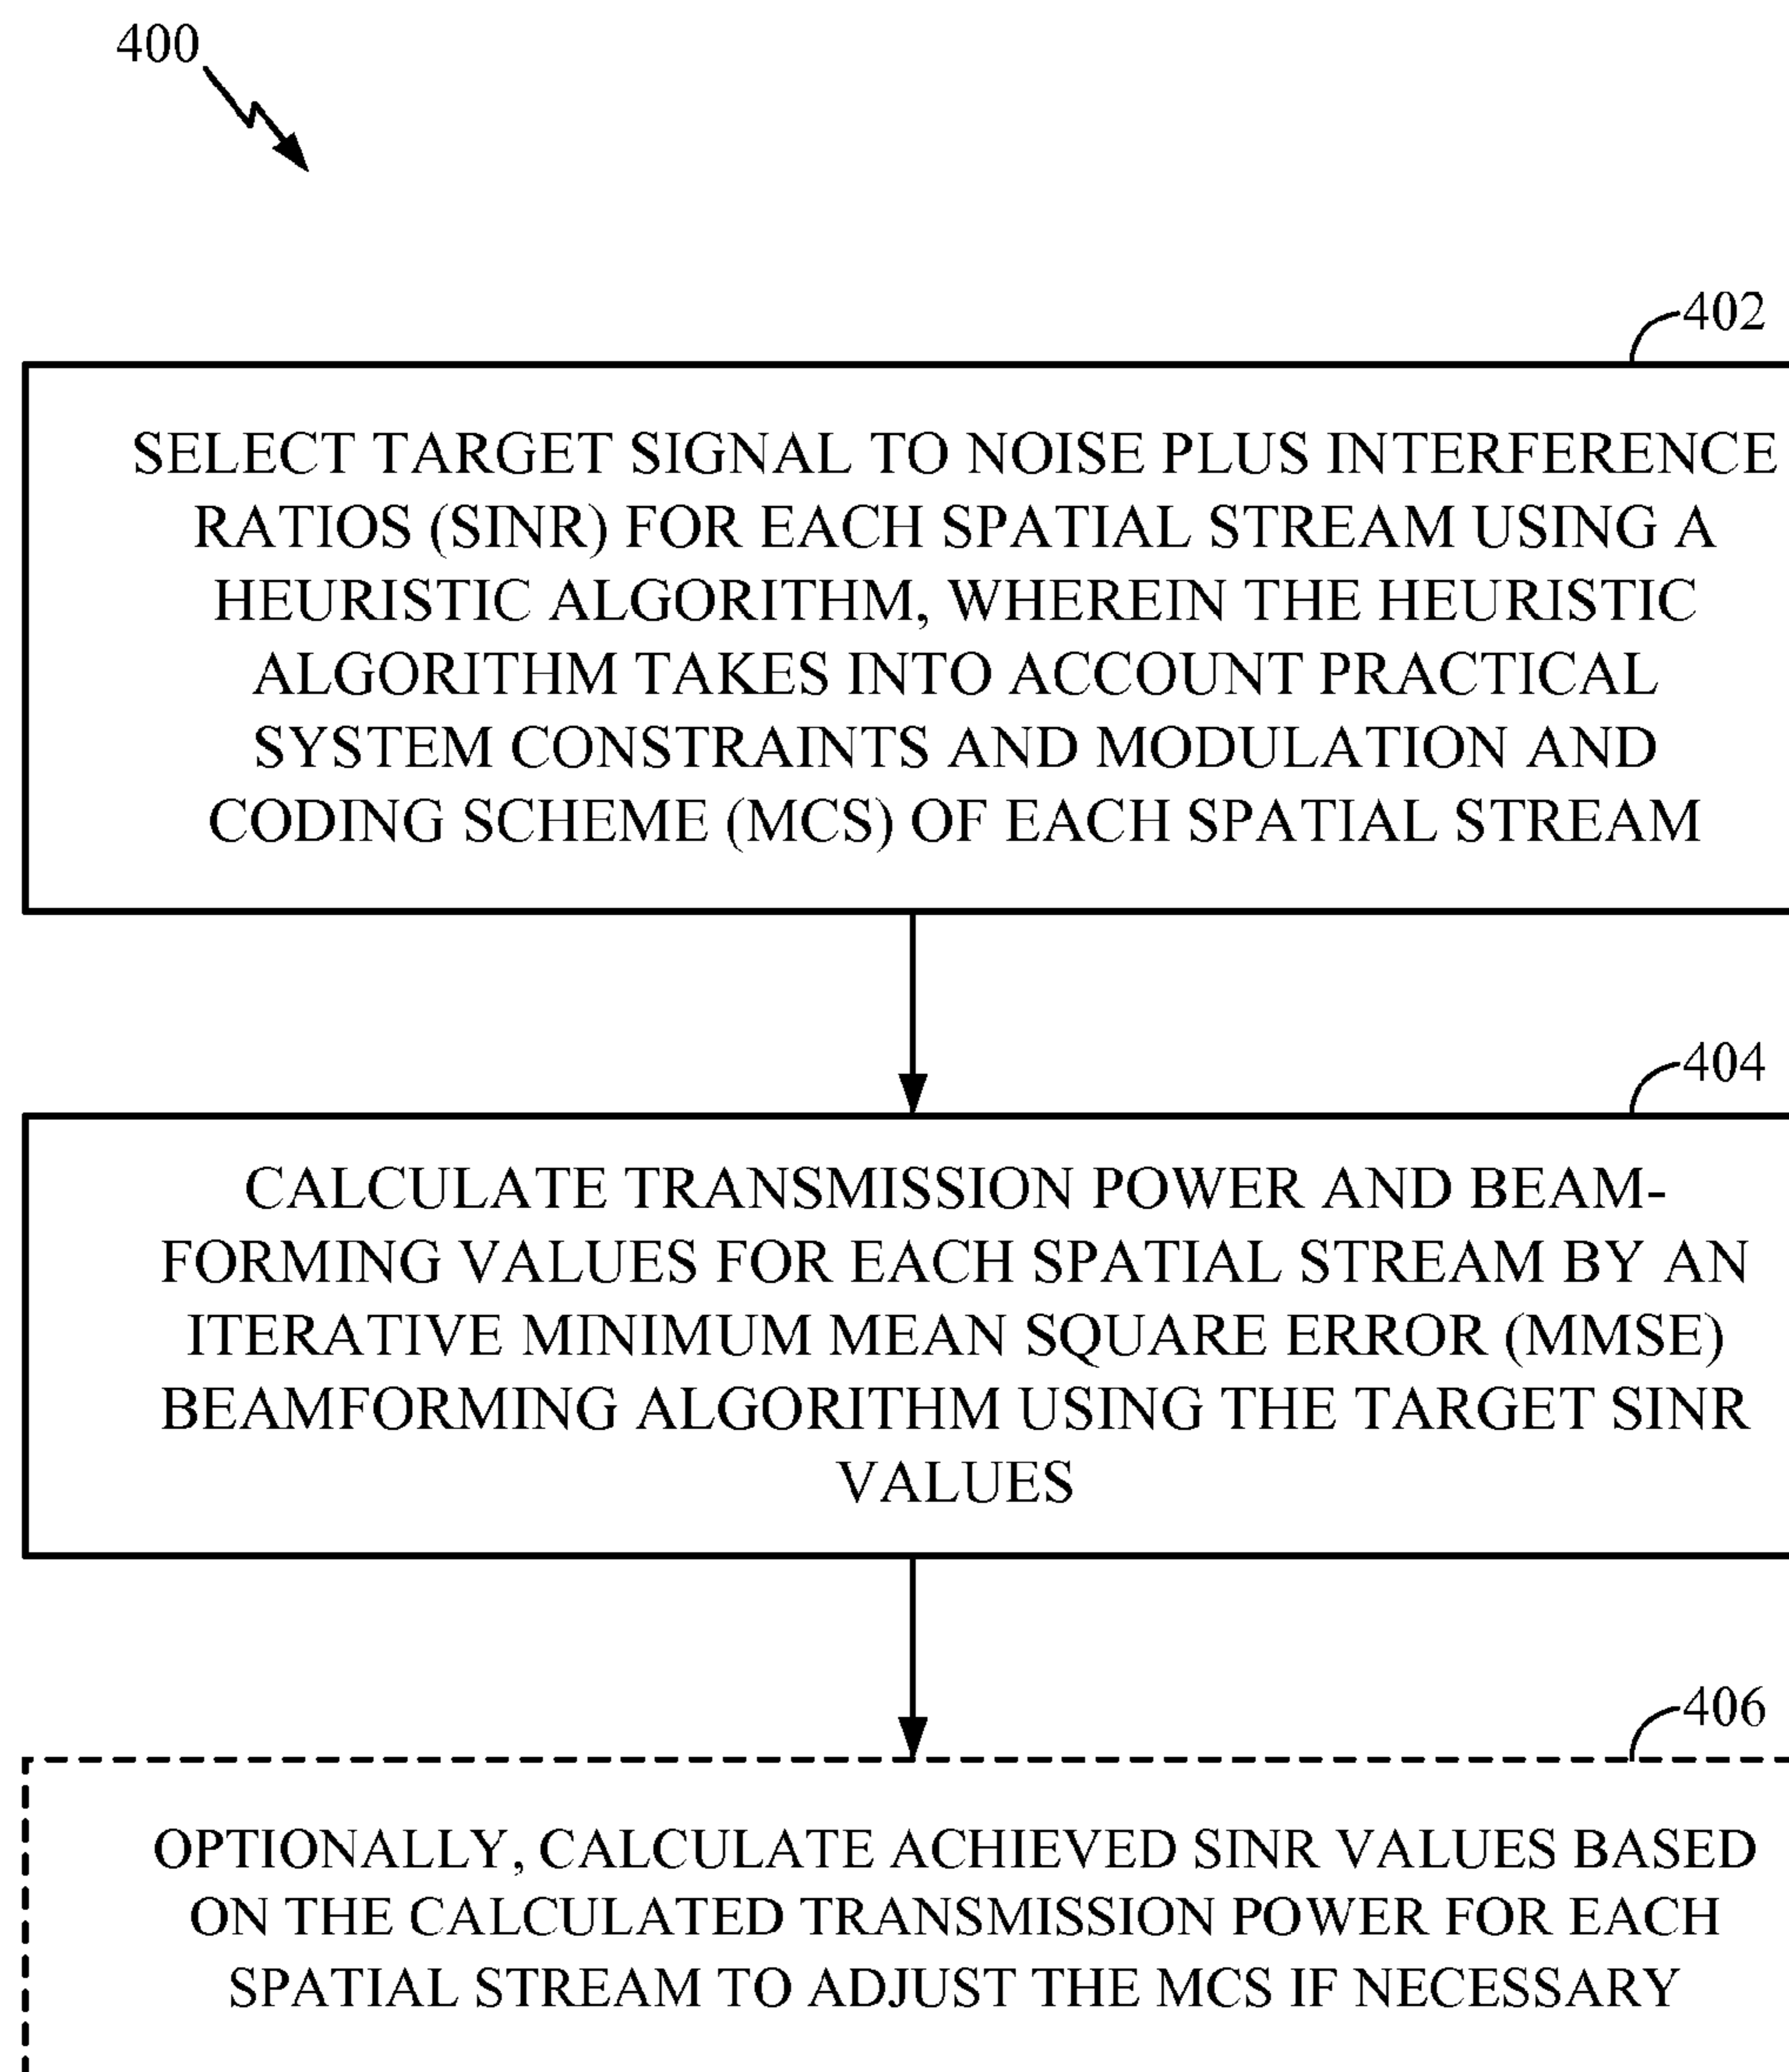 400
402
SELECT TARGET SIGNAL TO NOISE PLUS INTERFERENCE
RATIOS (SINR) FOR EACH SPATIAL STREAM USING A
HEURISTIC ALGORITHM, WHEREIN THE HEURISTIC
ALGORITHM TAKES INTO ACCOUNT PRACTICAL
SYSTEM CONSTRAINTS AND MODULATION AND
CODING SCHEME (MCS) OF EACH SPATIAL STREAM
404
CALCULATE TRANSMISSION POWER AND BEAM-
FORMING VALUES FOR EACH SPATIAL STREAM BY AN
ITERATIVE MINIMUM MEAN SQUARE ERROR (MMSE)
BEAMFORMING ALGORITHM USING THE TARGET SINR
VALUES
406
OPTIONALLY, CALCULATE ACHIEVED SINR VALUES BASED
ON THE CALCULATED TRANSMISSION POWER FOR EACH
SPATIAL STREAM TO ADJUST THE MCS IF NECESSARY